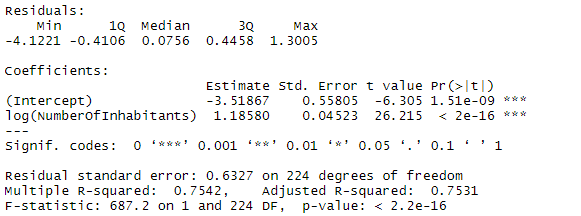 Residuals:
Min 1Q Median 3Q Max
-4.1221 -0.4106 0.0756 0.4458 1.3005
Coefficients:
Estimate Std. Error t value Pr(>|t|)
(Intercept) -3.51867 0.55805 -6.305 1.51e-09 ***
log(NumberOfInhabitants) 1.18580 0.04523 26.215 < 2e-16 ***
---
Signif. codes: 0 ‘***’ 0.001 ‘**’ 0.01 ‘*’ 0.05 ‘.’ 0.1 ‘ ’ 1
Residual standard error: 0.6327 on 224 degrees of freedom
Multiple R-squared: 0.7542, Adjusted R-squared: 0.7531
F-statistic: 687.2 on 1 and 224 DF, p-value: < 2.2e-16